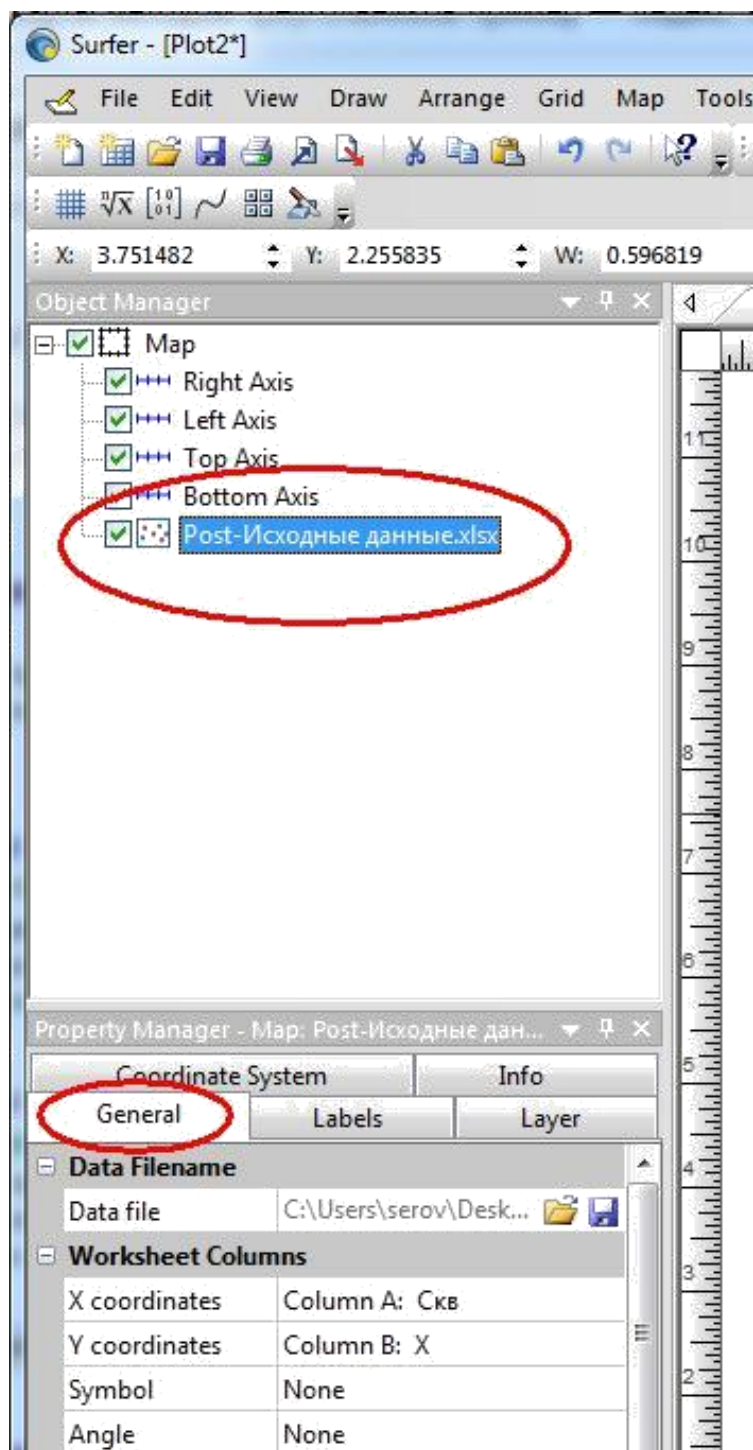 Surfer - [Plot2*]
File Edit View Draw Arrange Grid Map Tools
X: 3.751482 Y: 2.255835 W: 0.596819
Object Manager
Map
Right Axis
Left Axis
Top Axis
Bottom Axis
Post-Исходные данные.xlsx
11
10
9
8
7
6
5
4
3
2
Property Manager - Map: Post-Исходные дан...
Coordinate System Info
General Labels Layer
Data Filename
Data file C:\Users\serov\Desk...
Worksheet Columns
X coordinates Column A: Скв
Y coordinates Column B: X
Symbol None
Angle None